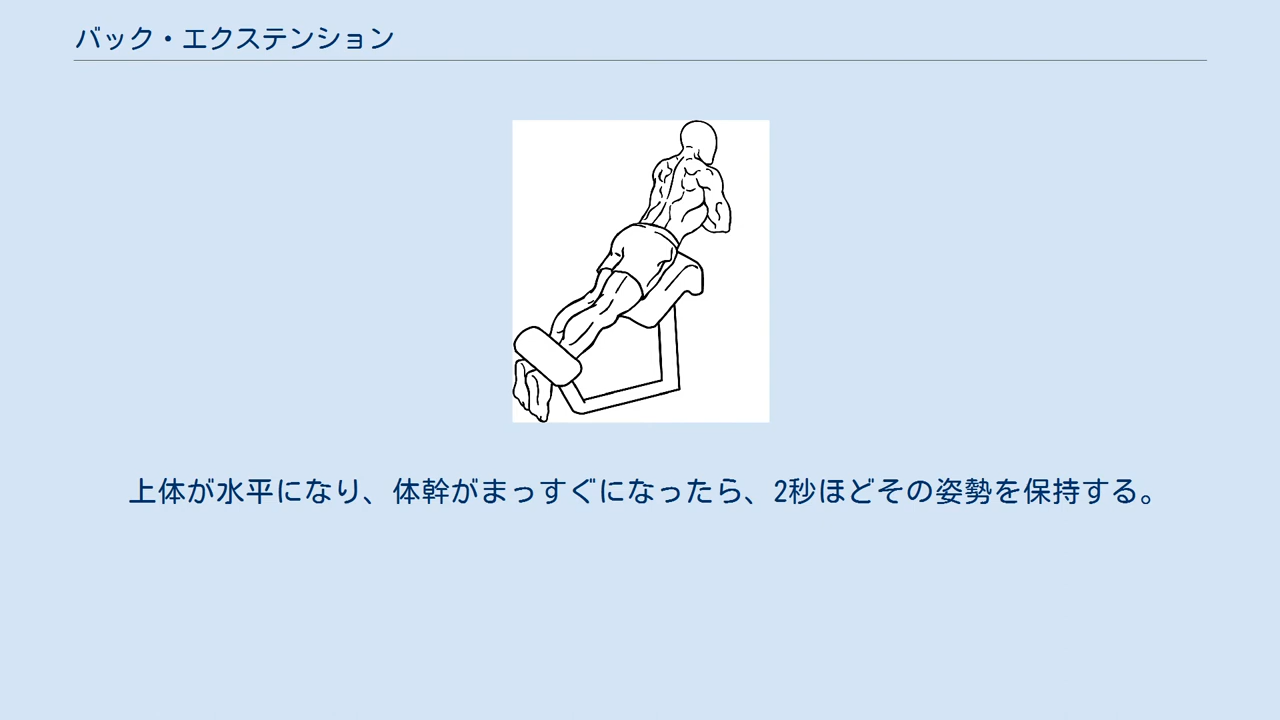 バック・エクステンション
上体が水平になり、体幹がまっすぐになったら、2秒ほどその姿勢を保持する。